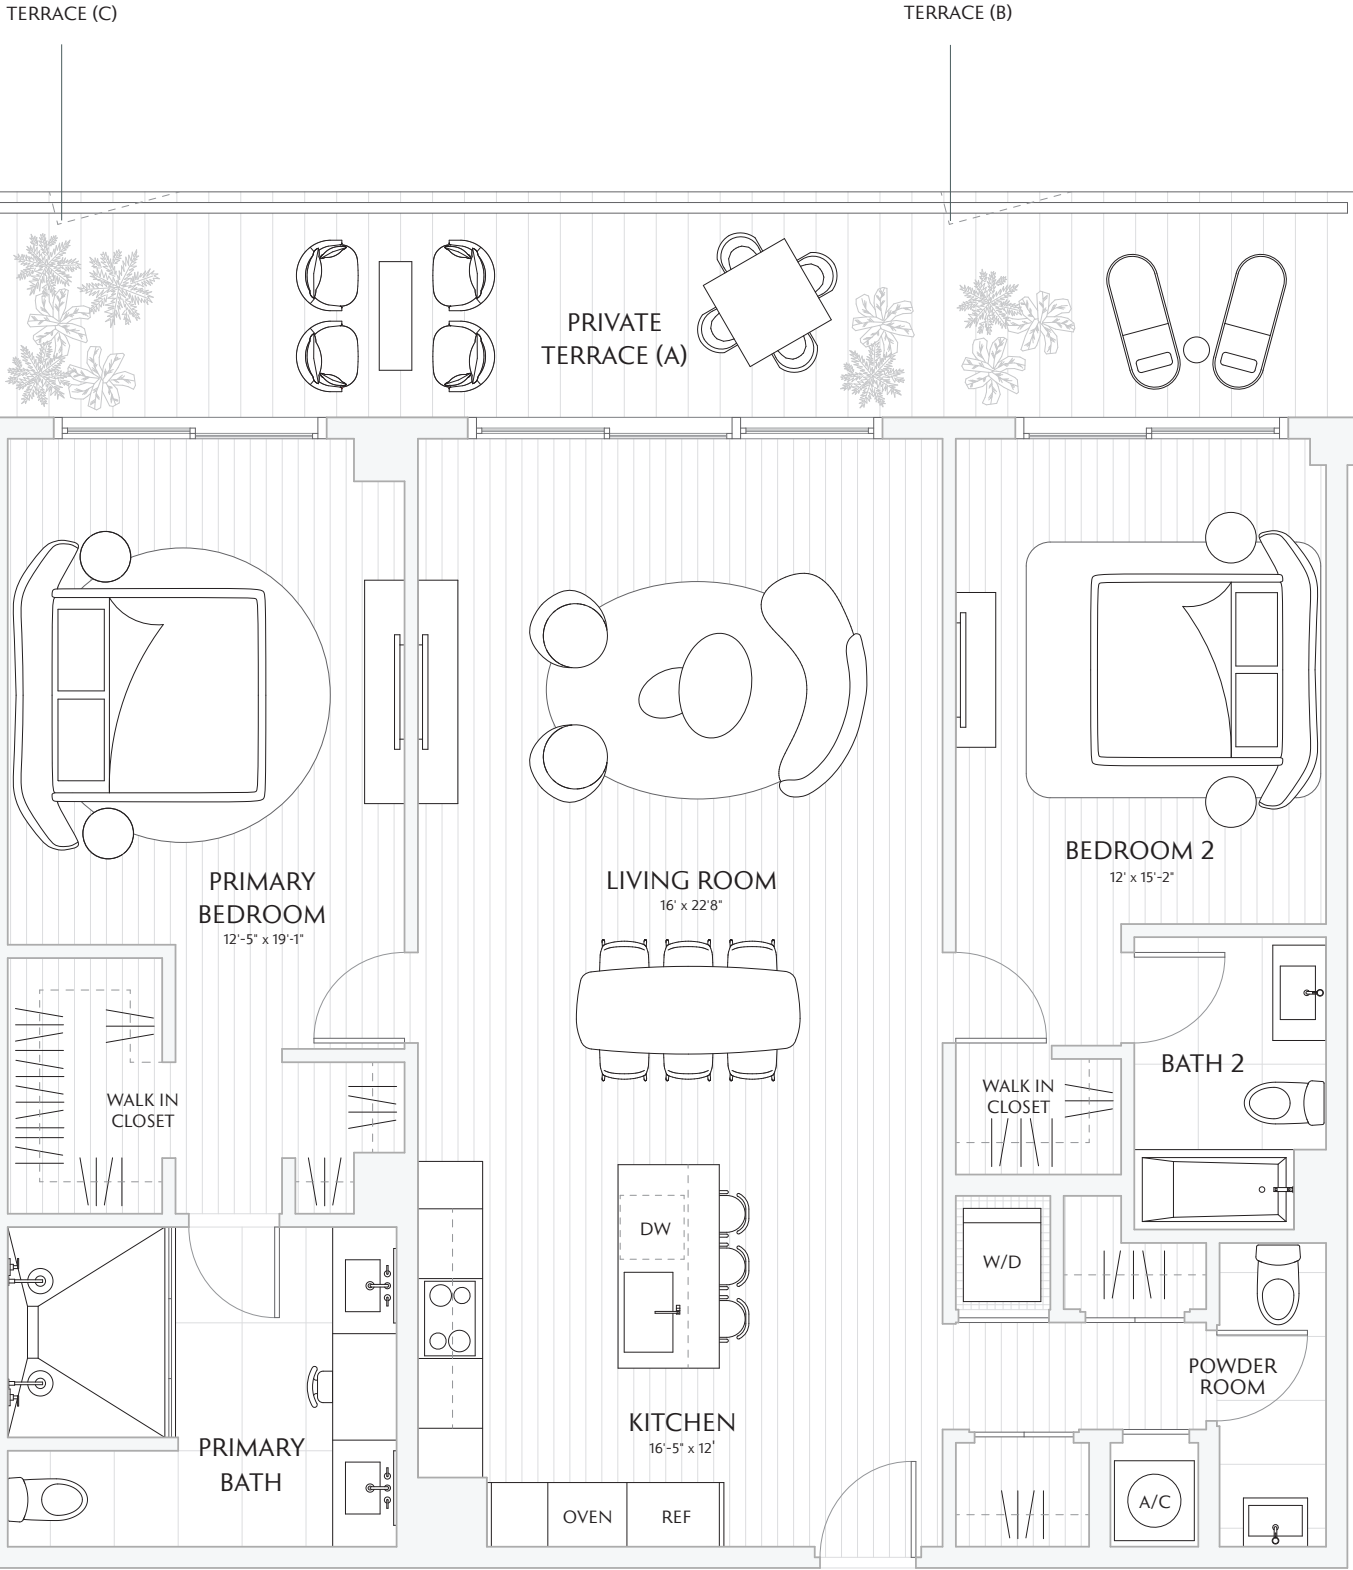 TERRACE (C)
TERRACE (B)
PRIVATE
TERRACE (A)
PRIMARY
BEDROOM
12'-5" x 19'-1"
LIVING ROOM
16' x 22'8"
BEDROOM 2
12' x 15'-2"
WALK IN
CLOSET
WALK IN
CLOSET
BATH 2
DW
W/D
POWDER
ROOM
KITCHEN
16'-5" x 12'
PRIMARY
BATH
OVEN
REF
A/C